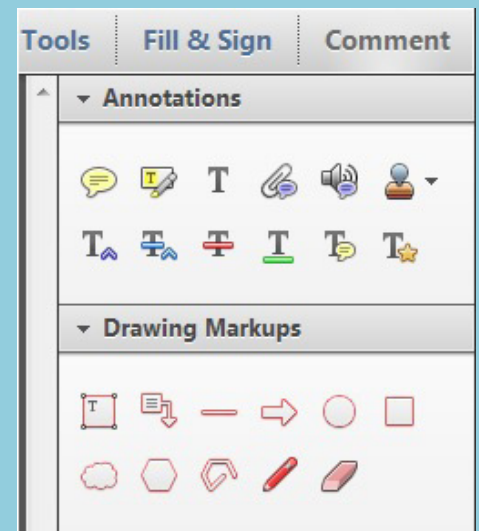 Tools Fill & Sign Comment
Annotations
T T
T T T T T T
Drawing Markups
T